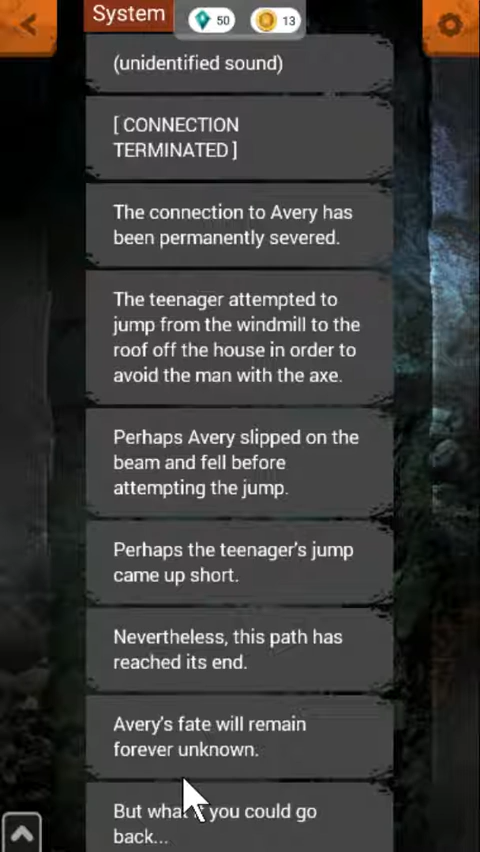 System
50
13
(unidentified sound)
[ CONNECTION
TERMINATED ]
The connection to Avery has
been permanently severed.
The teenager attempted to
jump from the windmill to the
roof off the house in order to
avoid the man with the axe.
Perhaps Avery slipped on the
beam and fell before
attempting the jump.
Perhaps the teenager's jump
came up short.
Nevertheless, this path has
reached its end.
Avery's fate will remain
forever unknown.
But what if you could go
back...